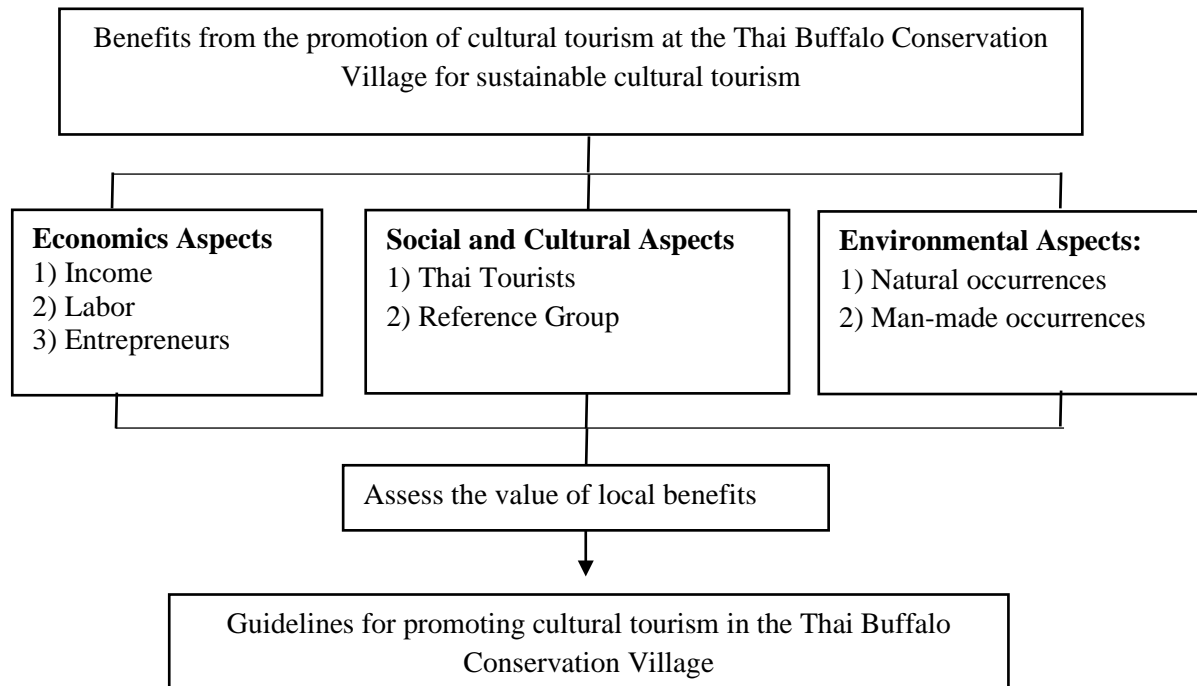 Benefits from the promotion of cultural tourism at the Thai Buffalo Conservation
Village for sustainable cultural tourism
Economics Aspects
1) Income
2) Labor
3) Entrepreneurs
Social and Cultural Aspects
1) Thai Tourists
2) Reference Group
Environmental Aspects:
1) Natural occurrences
2) Man-made occurrences
Assess the value of local benefits
Guidelines for promoting cultural tourism in the Thai Buffalo
Conservation Village